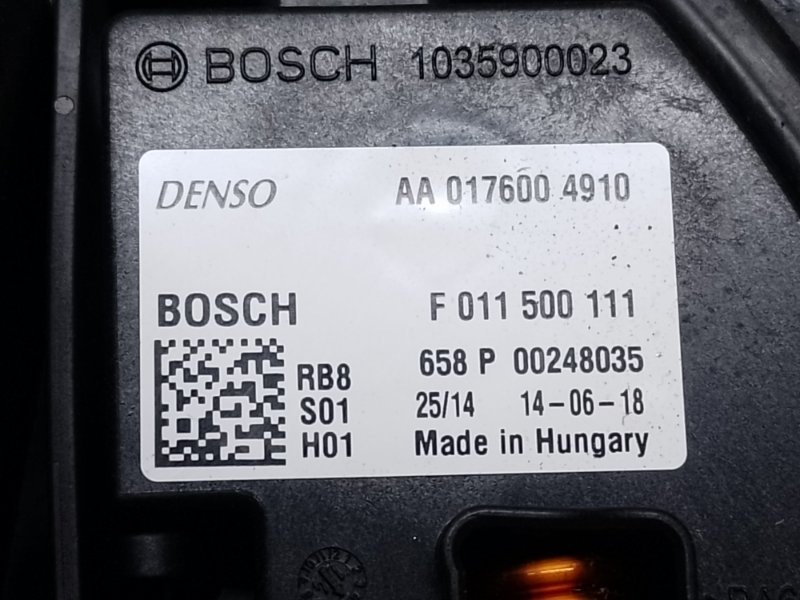 BOSCH 1035900023
DENSO AA 017600 4910
BOSCH F 011 500 111
RB8 658 P 00248035
S01 25/14 14-06-18
H01 Made in Hungary